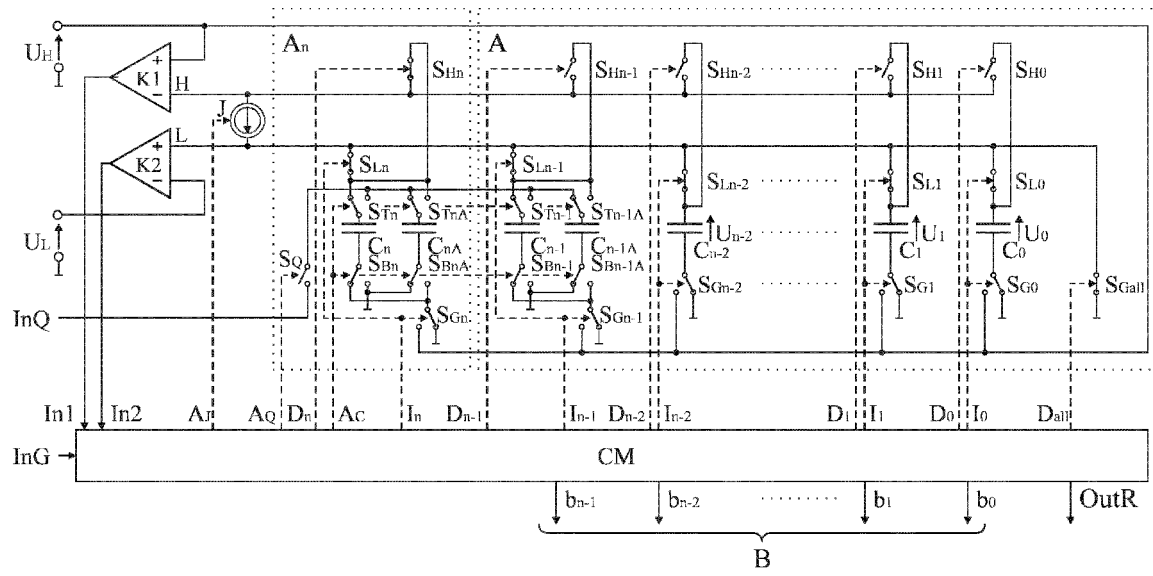 An A
UH K1 + − H SHn SHn-1 SHn-2 SH1 SH0
J
K2 + − L SLn SLn-1 SLn-2 SL1 SL0
STn STnA STn-1 STn-1A
UL Un-2 U1 U0
Cn CnA Cn-1 Cn-1A Cn-2 C1 C0
SQ SBn SBnA SBn-1 SBn-1A SGn-2 SG1 SG0 SGall
InQ SGn SGn-1
In1 In2 AJ AQ Dn AC In Dn-1 In-1 Dn-2 In-2 D1 I1 D0 I0 Dall
InG CM
bn-1 bn-2 b1 b0 OutR
B